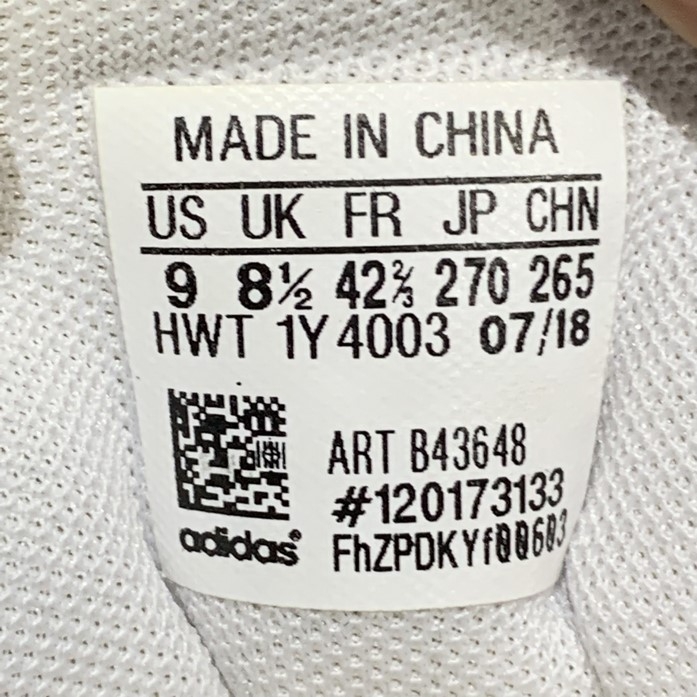 MADE IN CHINA
US UK FR JP CHN
9 8½ 42⅔ 270 265
HWT 1Y4003 07/18
ART B43648
#120173133
adidas®
FhZPDKYf00603